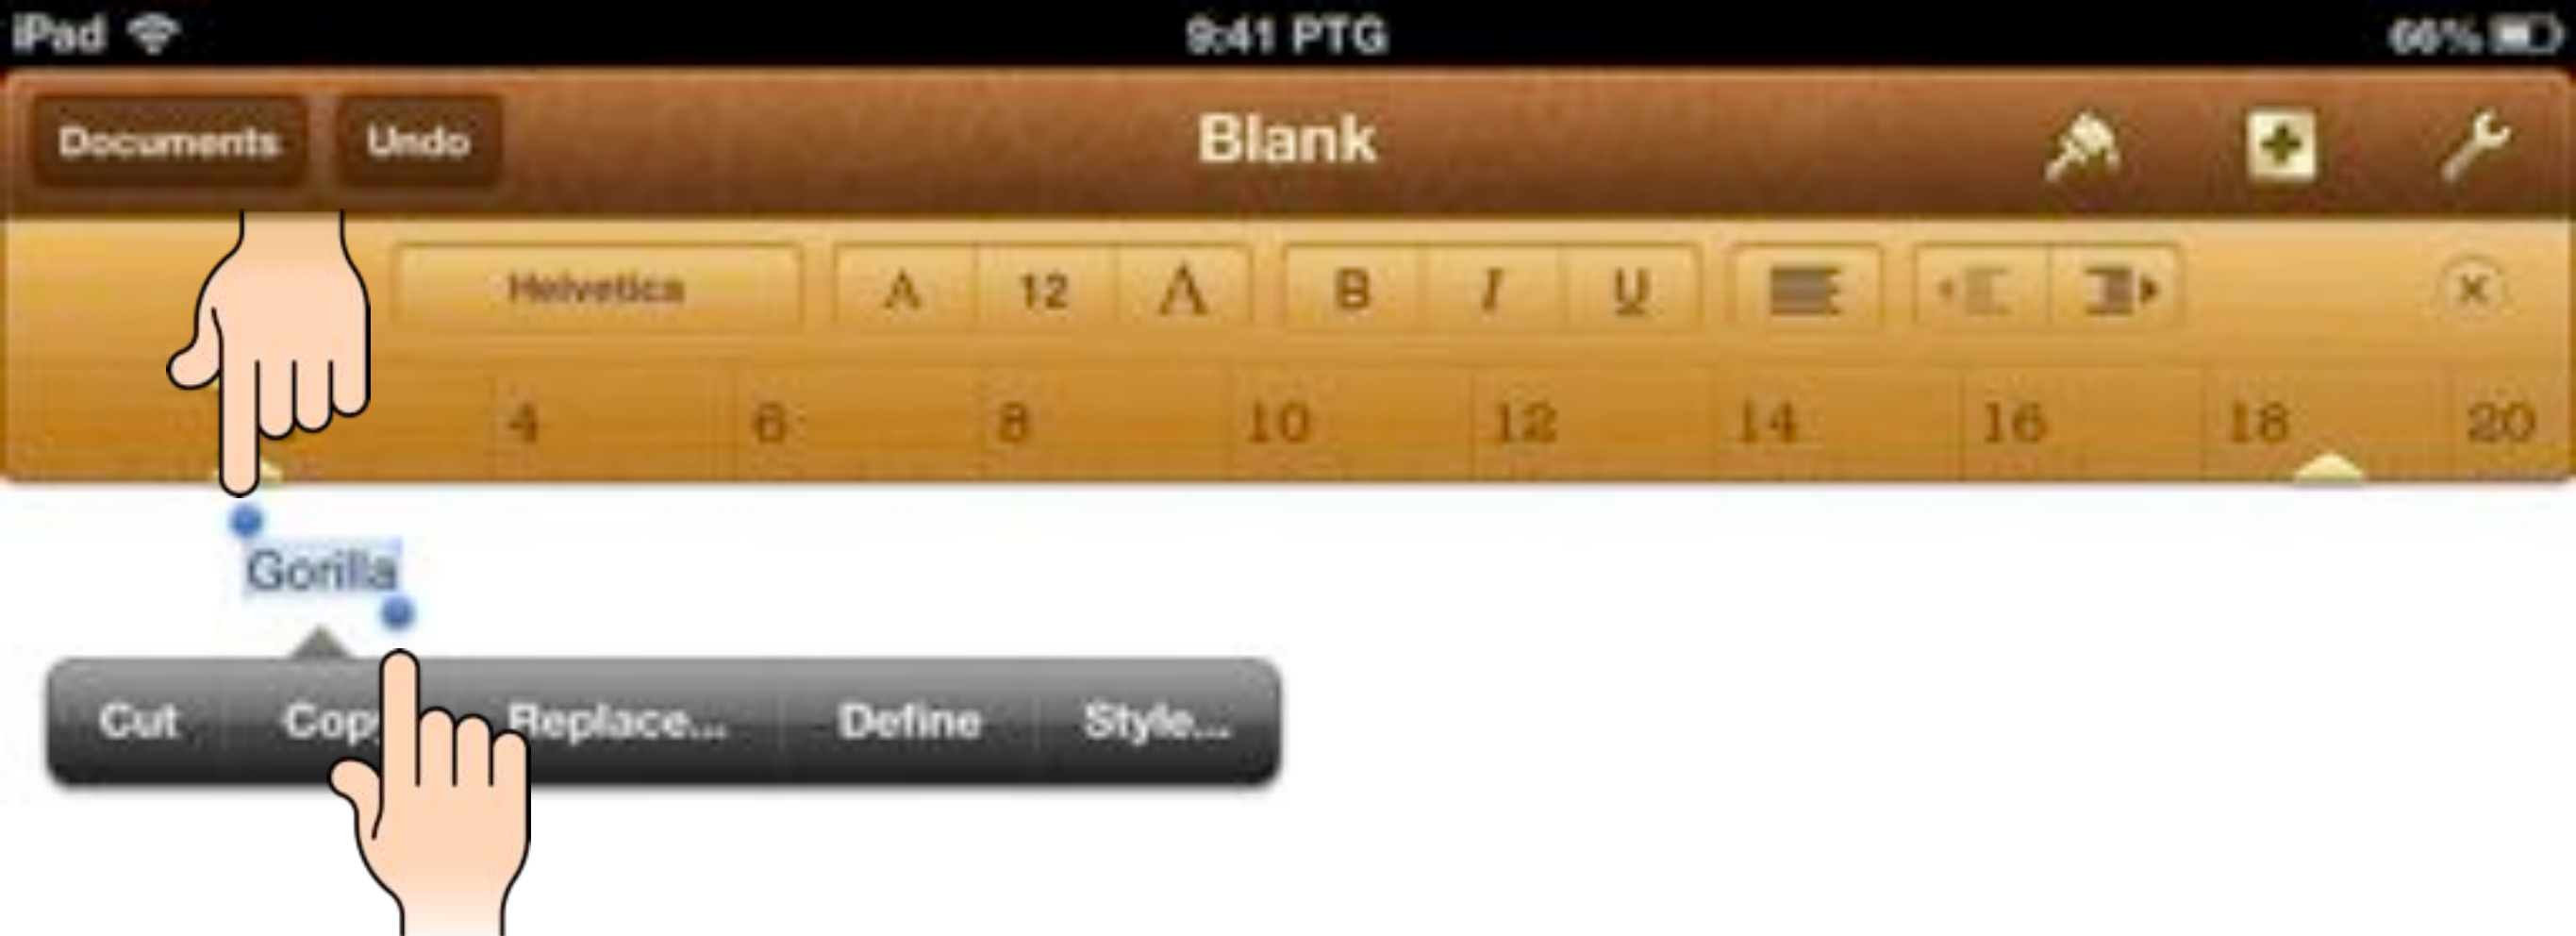 iPad 9:41 PTG 66%
Documents Undo Blank
Helvetica A 12 A B I U
4 6 8 10 12 14 16 18 20
Gorilla
Cut Copy Replace... Define Style...